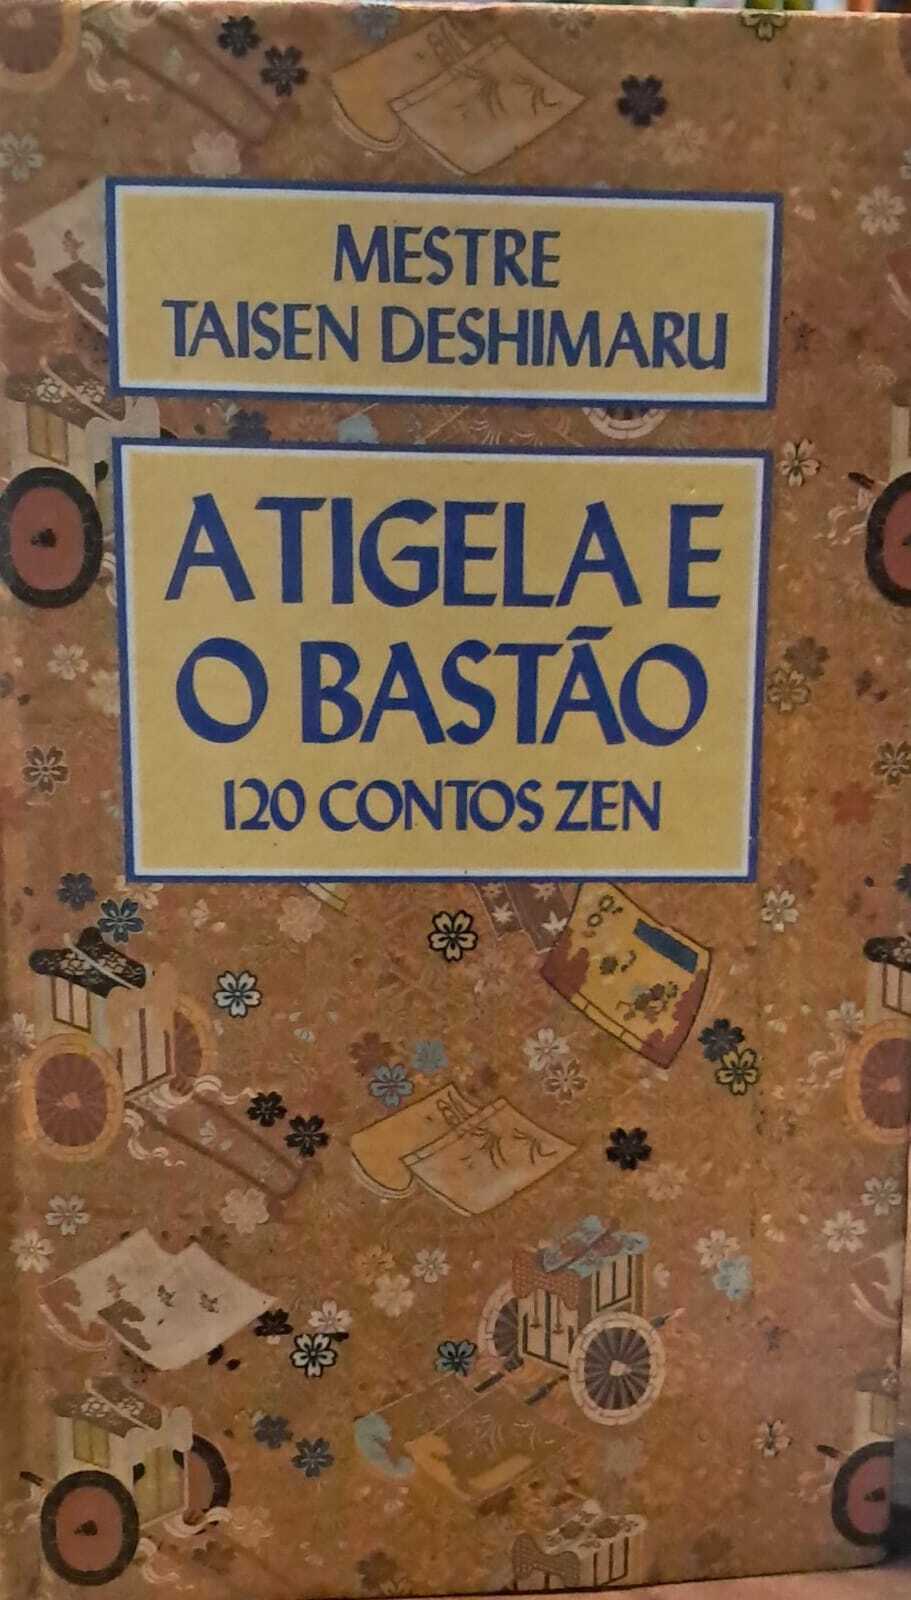 MESTRE
TAISEN DESHIMARU
A TIGELA E
O BASTÃO
120 CONTOS ZEN